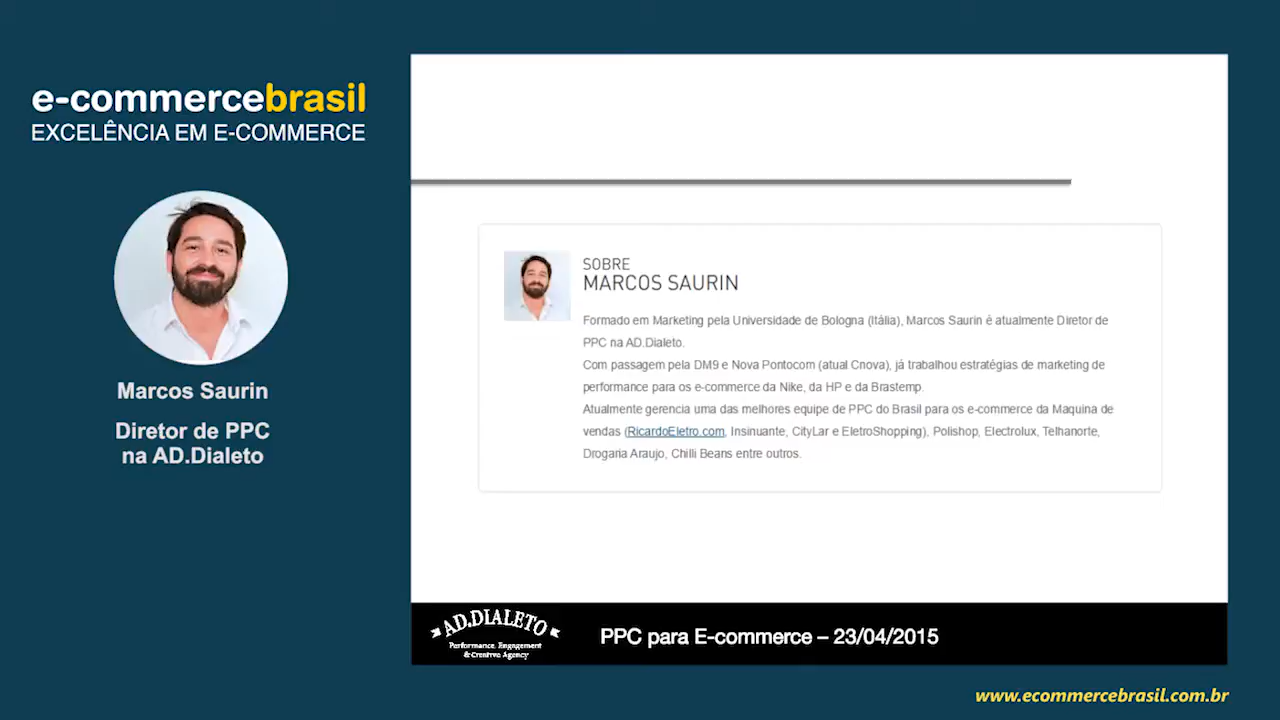 e-commercebrasil
EXCELÊNCIA EM E-COMMERCE
Marcos Saurin
Diretor de PPC
na AD.Dialeto
SOBRE
MARCOS SAURIN
Formado em Marketing pela Universidade de Bologna (Itália), Marcos Saurin é atualmente Diretor de
PPC na AD.Dialeto.
Com passagem pela DM9 e Nova Pontocom (atual Cnova), já trabalhou estratégias de marketing de
performance para os e-commerce da Nike, da HP e da Brastemp.
Atualmente gerencia uma das melhores equipe de PPC do Brasil para os e-commerce da Maquina de
vendas (RicardoEletro.com, Insinuante, CityLar e EletroShopping), Polishop, Electrolux, Telhanorte,
Drogaria Araujo, Chilli Beans entre outros.
AD.DIALETO
Performance, Engagement
& Creative Agency
PPC para E-commerce – 23/04/2015
www.ecommercebrasil.com.br